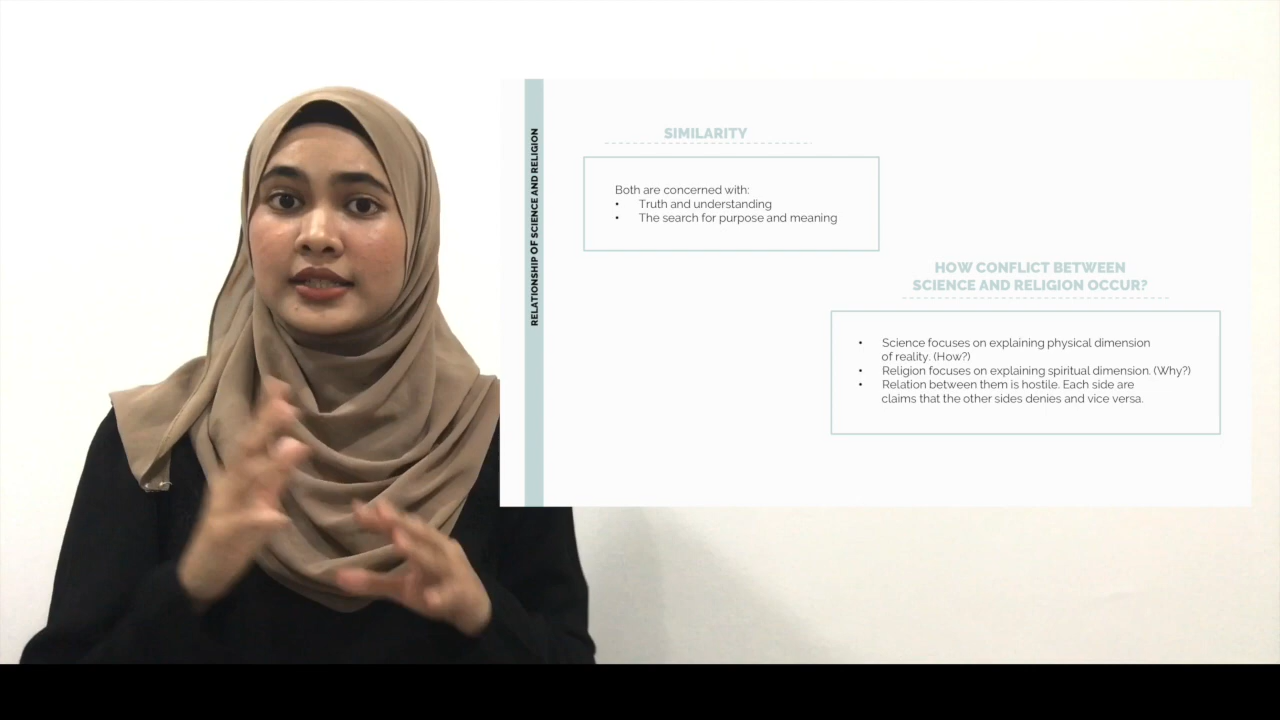 RELATIONSHIP OF SCIENCE AND RELIGION
SIMILARITY
Both are concerned with:
• Truth and understanding
• The search for purpose and meaning
HOW CONFLICT BETWEEN
SCIENCE AND RELIGION OCCUR?
• Science focuses on explaining physical dimension
of reality. (How?)
• Religion focuses on explaining spiritual dimension. (Why?)
• Relation between them is hostile. Each side are
claims that the other sides denies and vice versa.